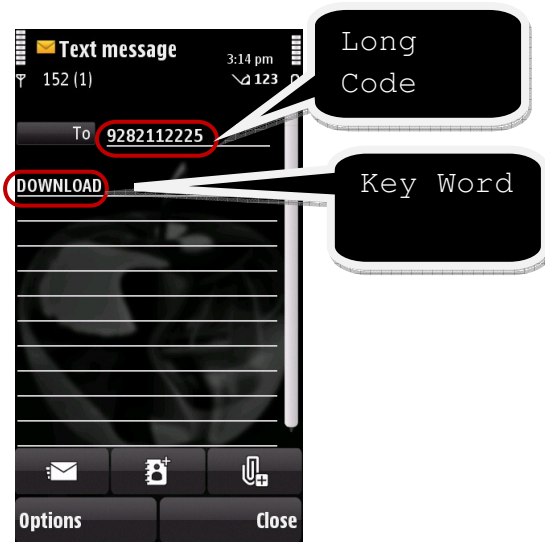 Text message
3:14 pm
152 (1)
123
To 9282112225
DOWNLOAD
Options
Close
Long
Code
Key Word